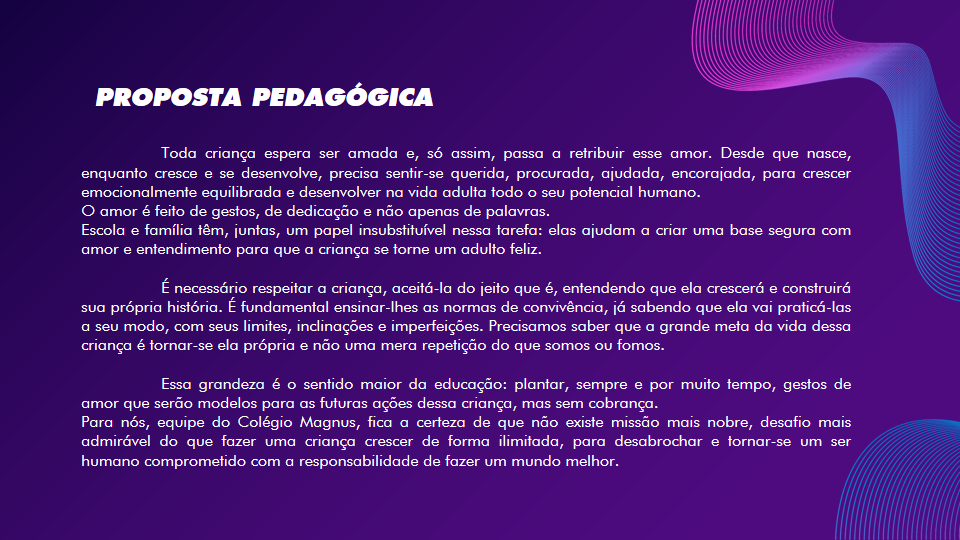 PROPOSTA PEDAGÓGICA
Toda criança espera ser amada e, só assim, passa a retribuir esse amor. Desde que nasce,
enquanto cresce e se desenvolve, precisa sentir-se querida, procurada, ajudada, encorajada, para crescer
emocionalmente equilibrada e desenvolver na vida adulta todo o seu potencial humano.
O amor é feito de gestos, de dedicação e não apenas de palavras.
Escola e família têm, juntas, um papel insubstituível nessa tarefa: elas ajudam a criar uma base segura com
amor e entendimento para que a criança se torne um adulto feliz.
É necessário respeitar a criança, aceitá-la do jeito que é, entendendo que ela crescerá e construirá
sua própria história. É fundamental ensinar-lhes as normas de convivência, já sabendo que ela vai praticá-las
a seu modo, com seus limites, inclinações e imperfeições. Precisamos saber que a grande meta da vida dessa
criança é tornar-se ela própria e não uma mera repetição do que somos ou fomos.
Essa grandeza é o sentido maior da educação: plantar, sempre e por muito tempo, gestos de
amor que serão modelos para as futuras ações dessa criança, mas sem cobrança.
Para nós, equipe do Colégio Magnus, fica a certeza de que não existe missão mais nobre, desafio mais
admirável do que fazer uma criança crescer de forma ilimitada, para desabrochar e tornar-se um ser
humano comprometido com a responsabilidade de fazer um mundo melhor.